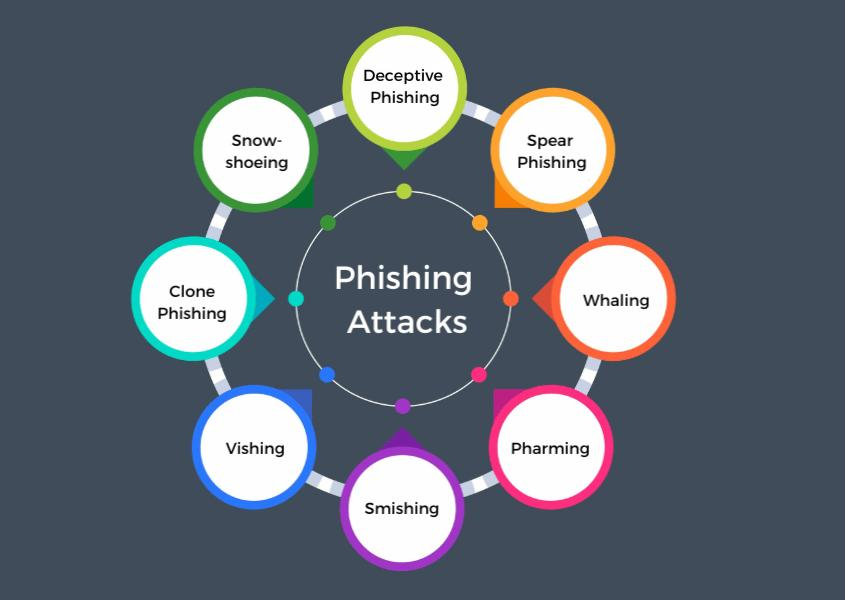 Deceptive
Phishing
Spear
Phishing
Whaling
Pharming
Smishing
Vishing
Clone
Phishing
Snow-
shoeing
Phishing
Attacks